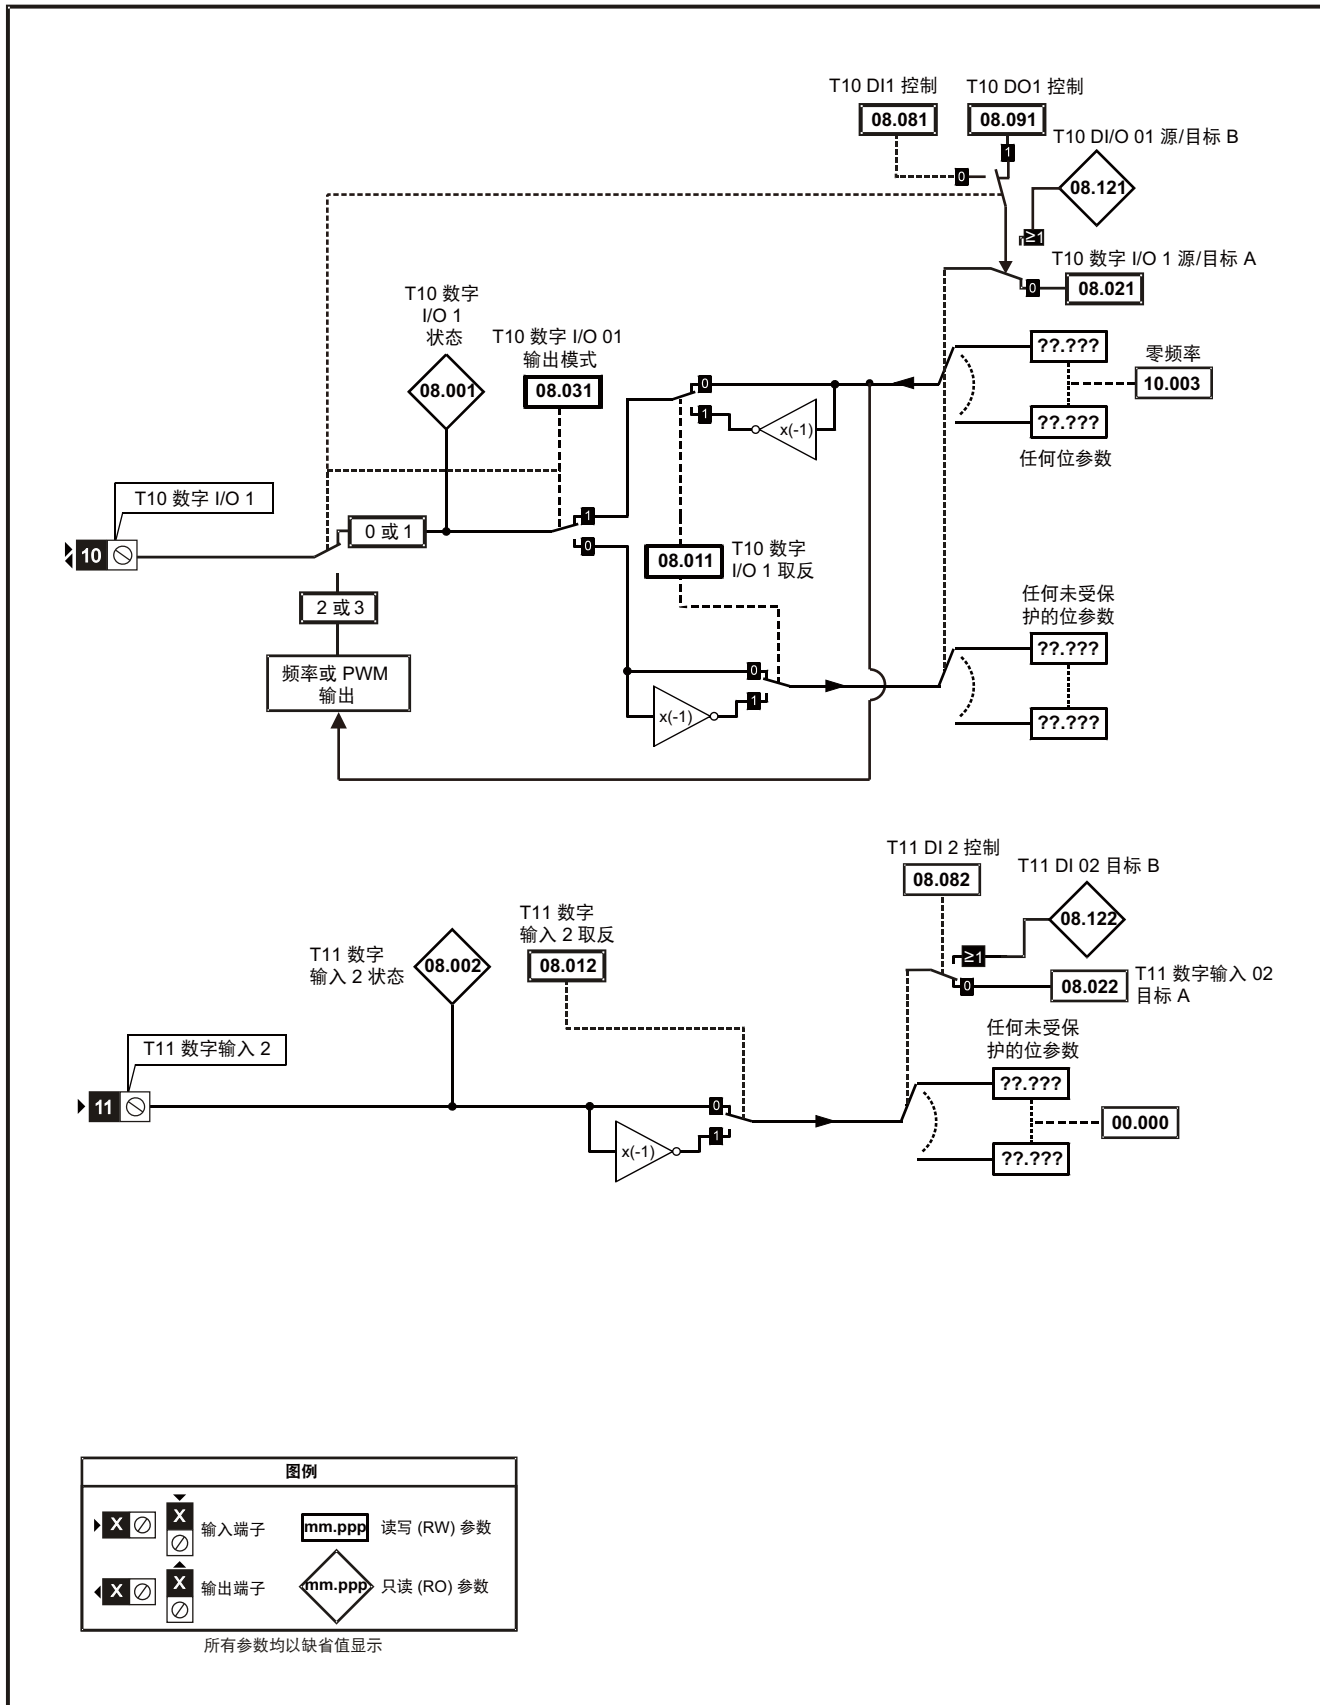 T10 DI1 控制
08.081
T10 DO1 控制
08.091
1
0
T10 DI/O 01 源/目标 B
08.121
≥1
T10 数字 I/O 1 源/目标 A
0
08.021
T10 数字
I/O 1
状态
08.001
T10 数字 I/O 01
输出模式
08.031
0
1
x(-1)
??.???
??.???
任何位参数
零频率
10.003
T10 数字 I/O 1
10
0 或 1
1
0
08.011
T10 数字
I/O 1 取反
2 或 3
频率或 PWM
输出
0
1
x(-1)
任何未受保
护的位参数
??.???
??.???
T11 DI 2 控制
08.082
T11 DI 02 目标 B
08.122
≥1
0
08.022
T11 数字输入 02
目标 A
T11 数字
输入 2 状态
08.002
T11 数字
输入 2 取反
08.012
T11 数字输入 2
11
0
1
x(-1)
任何未受保
护的位参数
??.???
??.???
00.000
图例
X
X
输入端子
mm.ppp
读写 (RW) 参数
X
X
输出端子
mm.ppp
只读 (RO) 参数
所有参数均以缺省值显示